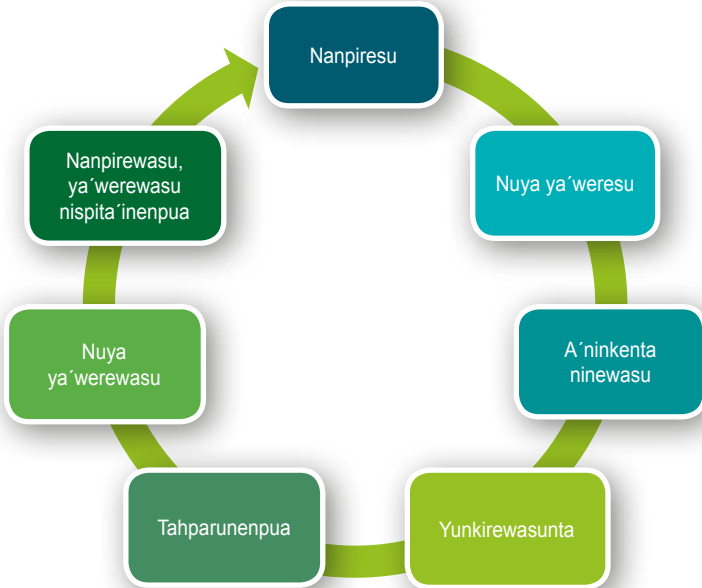 Nanpiresu
Nuya ya´weresu
A´ninkenta
ninewasu
Yunkirewasunta
Tahparunenpua
Nuya
ya´werewasu
Nanpirewasu,
ya´werewasu
nispita´inenpua